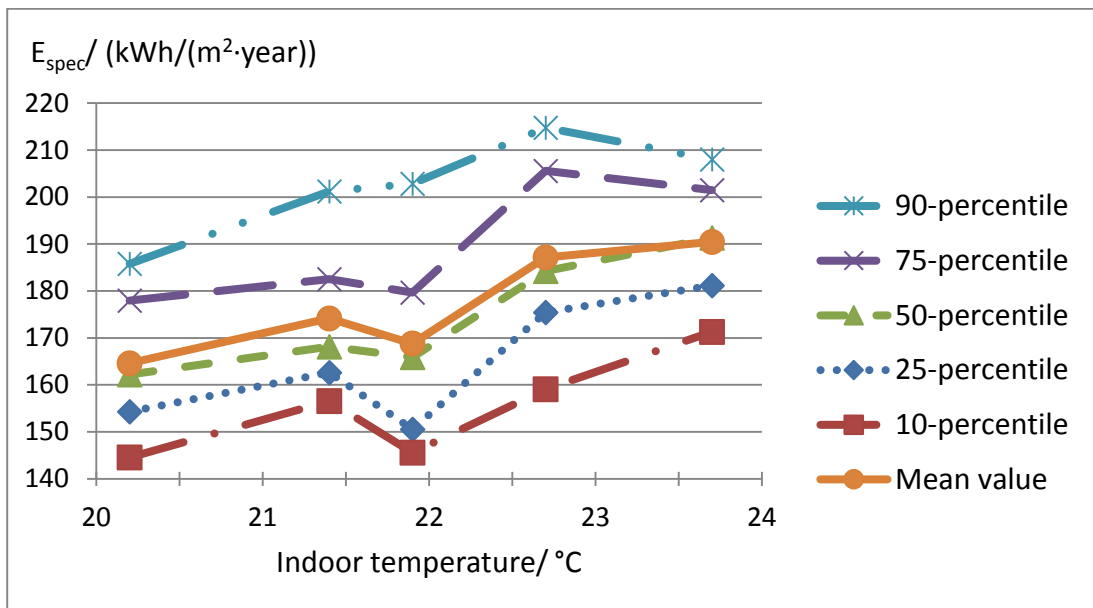 E_spec/ (kWh/(m²·year))
220
210
200
190
180
170
160
150
140
20 21 22 23 24
Indoor temperature/ °C
90-percentile
75-percentile
50-percentile
25-percentile
10-percentile
Mean value